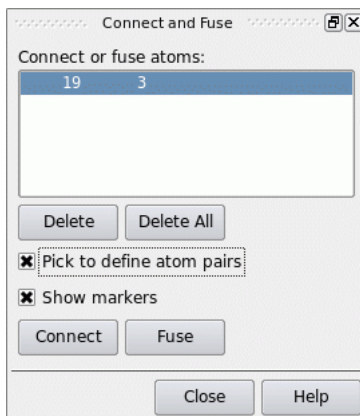 Connect and Fuse
Connect or fuse atoms:
19 3
Delete Delete All
Pick to define atom pairs
Show markers
Connect Fuse
Close Help